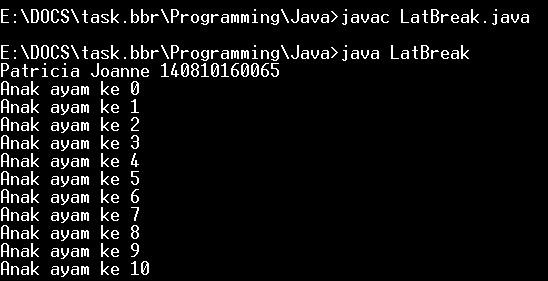 E:\DOCS\task.bbr\Programming\Java>javac LatBreak.java
E:\DOCS\task.bbr\Programming\Java>java LatBreak
Patricia Joanne 140810160065
Anak ayam ke 0
Anak ayam ke 1
Anak ayam ke 2
Anak ayam ke 3
Anak ayam ke 4
Anak ayam ke 5
Anak ayam ke 6
Anak ayam ke 7
Anak ayam ke 8
Anak ayam ke 9
Anak ayam ke 10